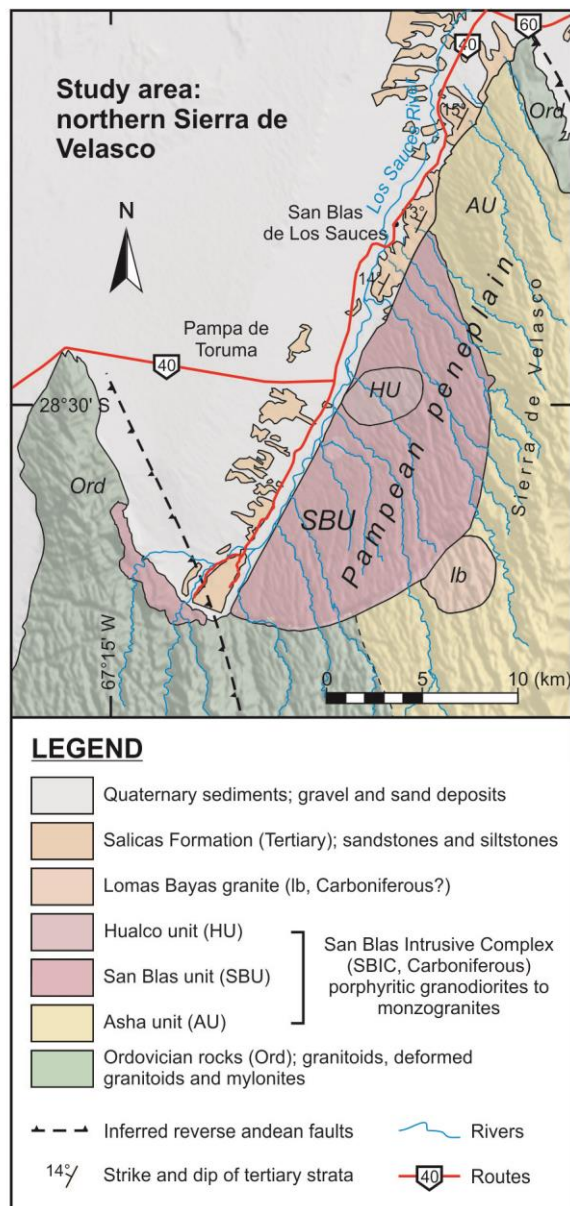 Study area:
northern Sierra de
Velasco
60
40
Ord
Los Sauces River
15°
AU
N
San Blas
de Los Sauces
13°
14°
Pampa de
Toruma
40
28°30' S
HU
Pampean peneplain
Sierra de Velasco
Ord
SBU
lb
67°15' W
0 5 10 (km)
LEGEND
Quaternary sediments; gravel and sand deposits
Salicas Formation (Tertiary); sandstones and siltstones
Lomas Bayas granite (lb, Carboniferous?)
Hualco unit (HU)
San Blas unit (SBU)
Asha unit (AU)
San Blas Intrusive Complex
(SBIC, Carboniferous)
porphyritic granodiorites to
monzogranites
Ordovician rocks (Ord); granitoids, deformed
granitoids and mylonites
Inferred reverse andean faults
Rivers
14° Strike and dip of tertiary strata
40 Routes